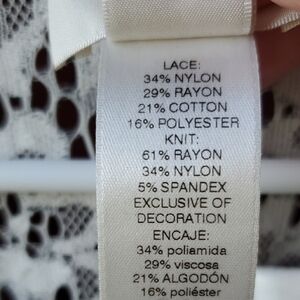 LACE:
34% NYLON
29% RAYON
21% COTTON
16% POLYESTER
KNIT:
61% RAYON
34% NYLON
5% SPANDEX
EXCLUSIVE OF
DECORATION
ENCAJE:
34% poliamida
29% viscosa
21% ALGODÓN
16% poliéster